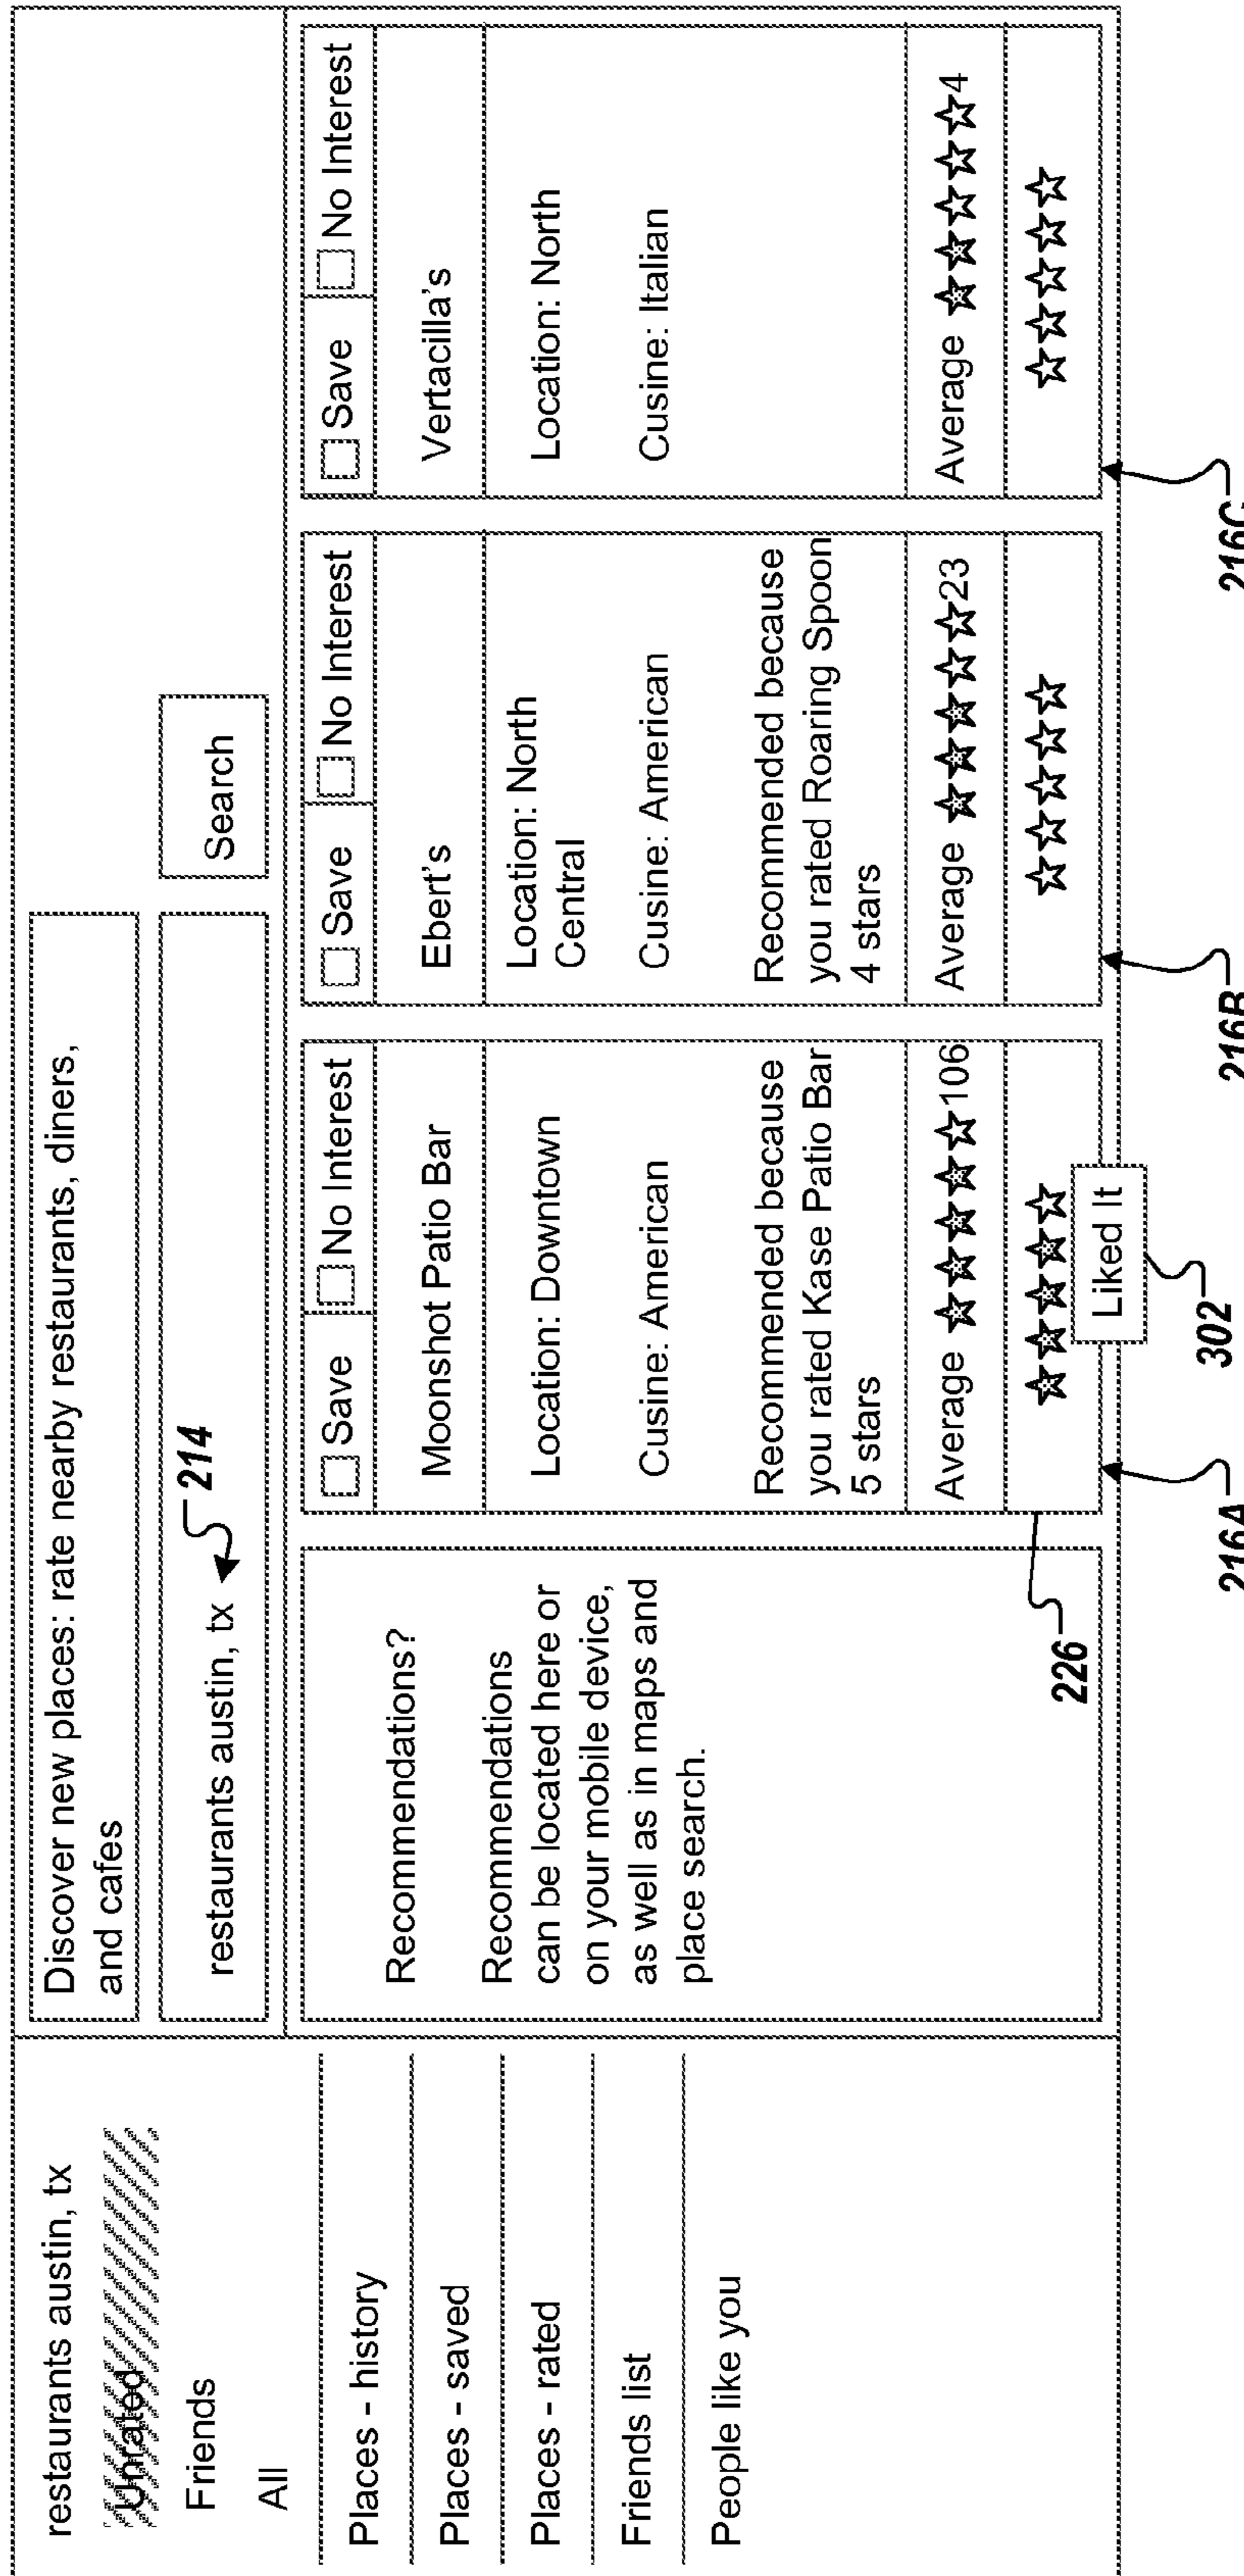 restaurants austin, tx
Unrated
Friends
All
Places - history
Places - saved
Places - rated
Friends list
People like you
Discover new places: rate nearby restaurants, diners,
and cafes
restaurants austin, tx
214
Search
Recommendations?
Recommendations
can be located here or
on your mobile device,
as well as in maps and
place search.
226
Save
No Interest
Moonshot Patio Bar
Location: Downtown
Cusine: American
Recommended because
you rated Kase Patio Bar
5 stars
Average ★★★★☆106
★★★★☆
Liked It
302
216A
Save
No Interest
Ebert's
Location: North
Central
Cusine: American
Recommended because
you rated Roaring Spoon
4 stars
Average ★★★☆☆23
☆☆☆☆☆
216B
Save
No Interest
Vertacilla's
Location: North
Cusine: Italian
Average ★★☆☆☆4
☆☆☆☆☆
216C